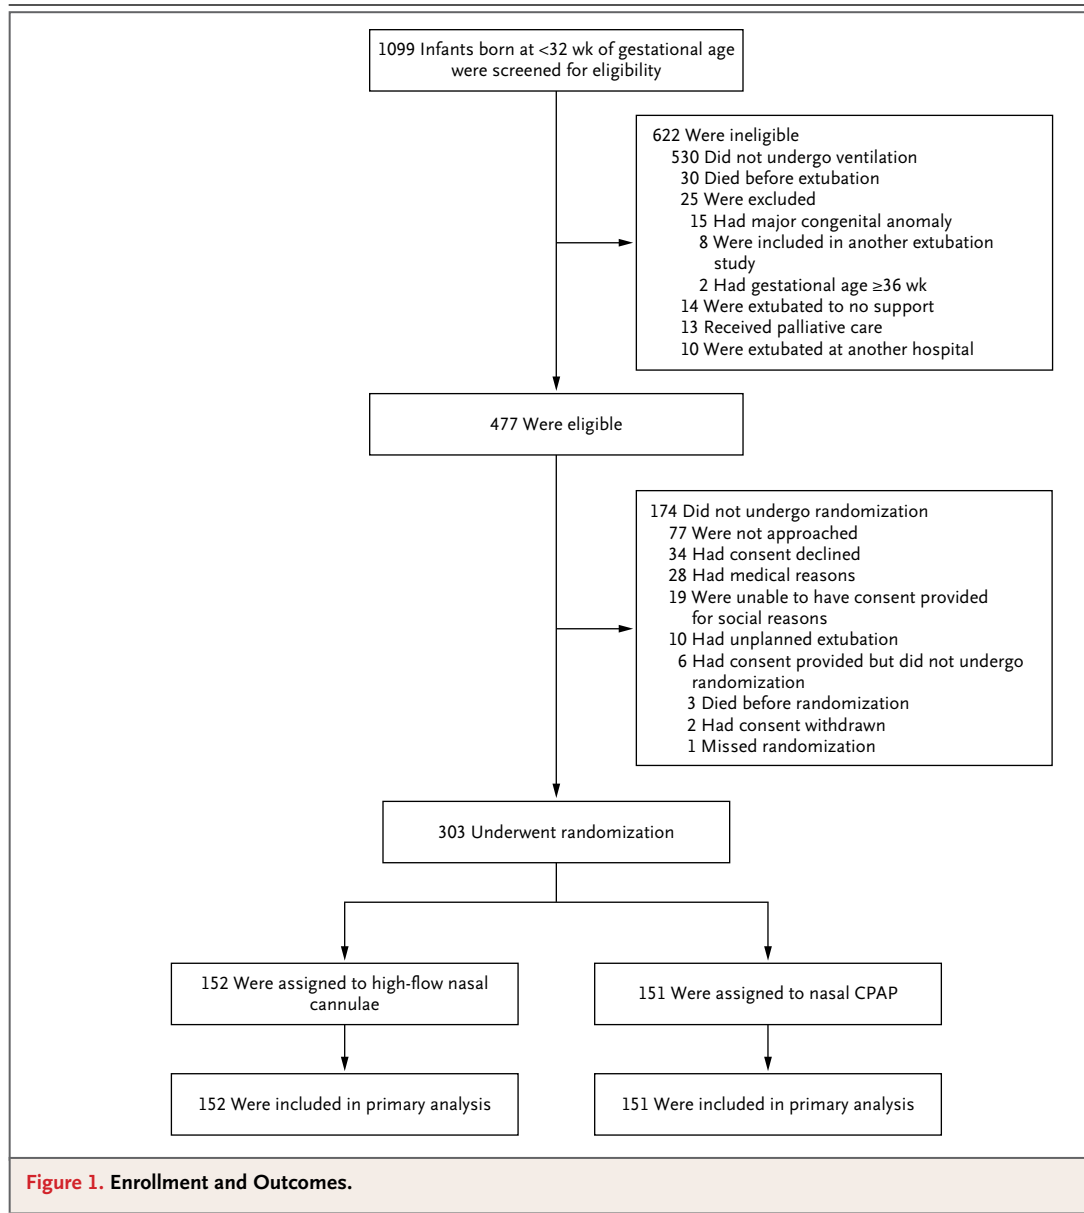 1099 Infants born at <32 wk of gestational age
were screened for eligibility
622 Were ineligible
530 Did not undergo ventilation
30 Died before extubation
25 Were excluded
15 Had major congenital anomaly
8 Were included in another extubation
study
2 Had gestational age ≥36 wk
14 Were extubated to no support
13 Received palliative care
10 Were extubated at another hospital
477 Were eligible
174 Did not undergo randomization
77 Were not approached
34 Had consent declined
28 Had medical reasons
19 Were unable to have consent provided
for social reasons
10 Had unplanned extubation
6 Had consent provided but did not undergo
randomization
3 Died before randomization
2 Had consent withdrawn
1 Missed randomization
303 Underwent randomization
152 Were assigned to high-flow nasal
cannulae
151 Were assigned to nasal CPAP
152 Were included in primary analysis
151 Were included in primary analysis
Figure 1. Enrollment and Outcomes.